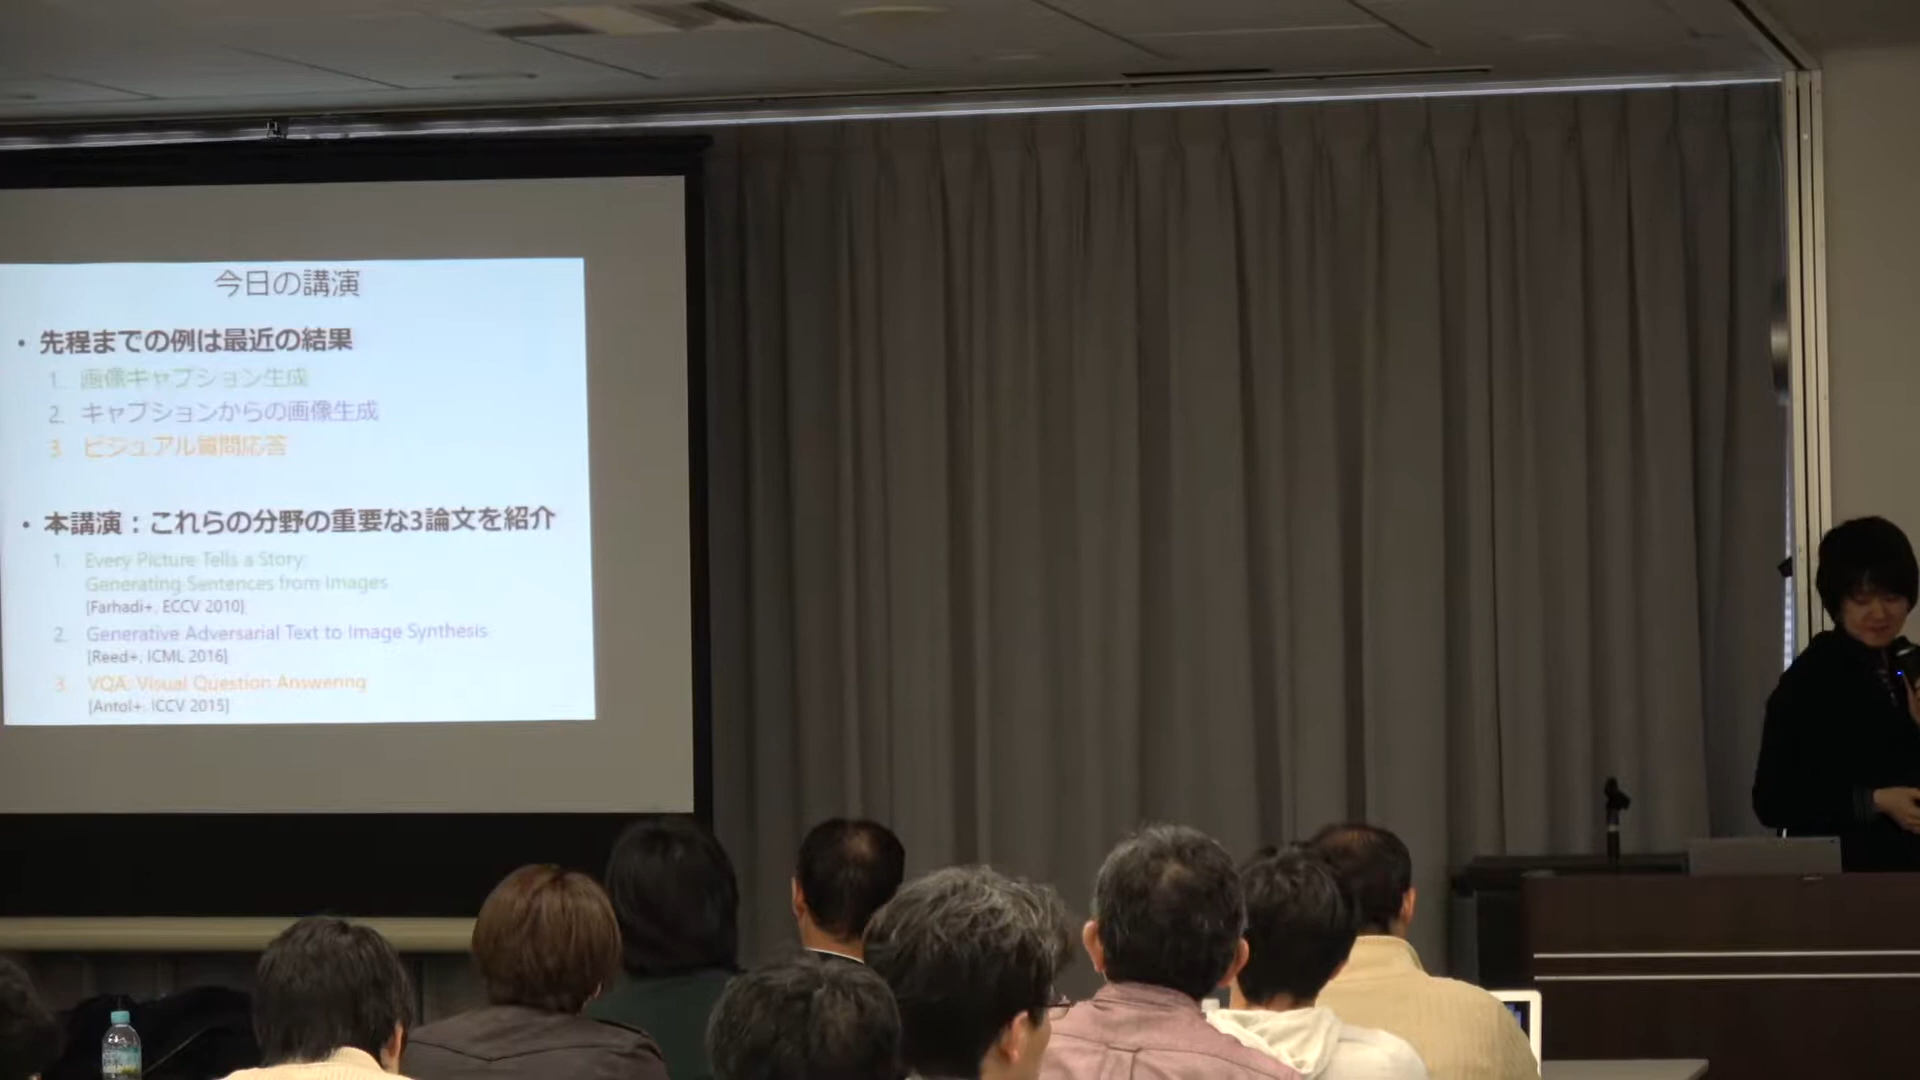 今日の講演
• 先程までの例は最近の結果
1. 画像キャプション生成
2. キャプションからの画像生成
3. ビジュアル質問応答
• 本講演：これらの分野の重要な3論文を紹介
1. Every Picture Tells a Story:
Generating Sentences from Images
[Farhadi+, ECCV 2010]
2. Generative Adversarial Text to Image Synthesis
[Reed+, ICML 2016]
3. VQA: Visual Question Answering
[Antol+, ICCV 2015]